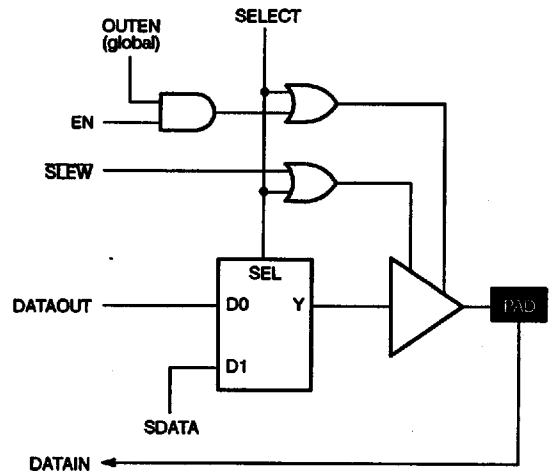 SELECT
OUTEN
(global)
EN
SLEW
SEL
DATAOUT
D0
Y
PAD
D1
SDATA
DATAIN